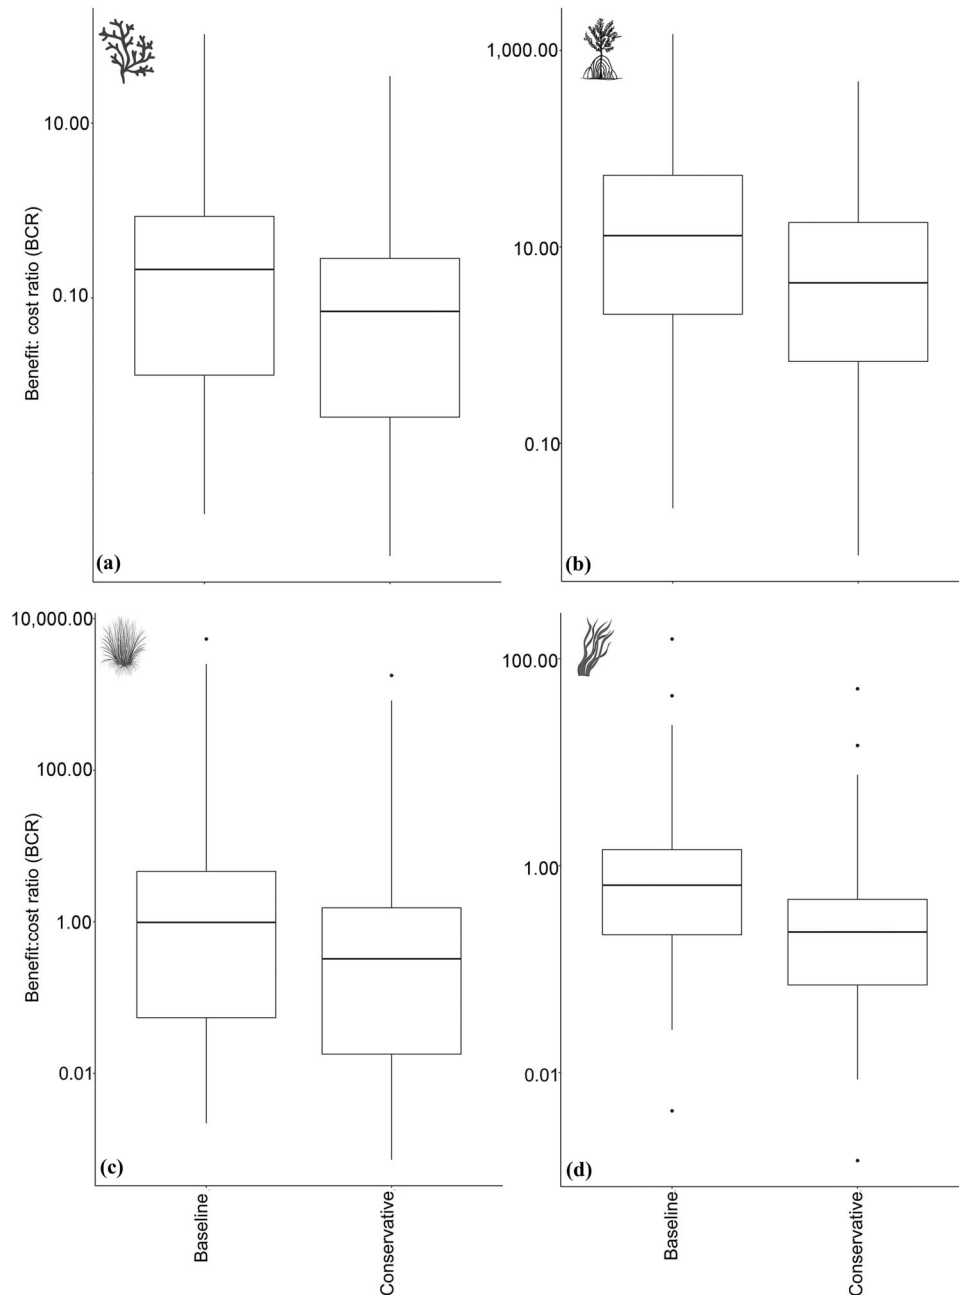 10.00
0.10
Benefit: cost ratio (BCR)
(a)
1,000.00
10.00
0.10
(b)
10,000.00
100.00
1.00
0.01
Benefit:cost ratio (BCR)
(c)
Baseline
Conservative
100.00
1.00
0.01
(d)
Baseline
Conservative